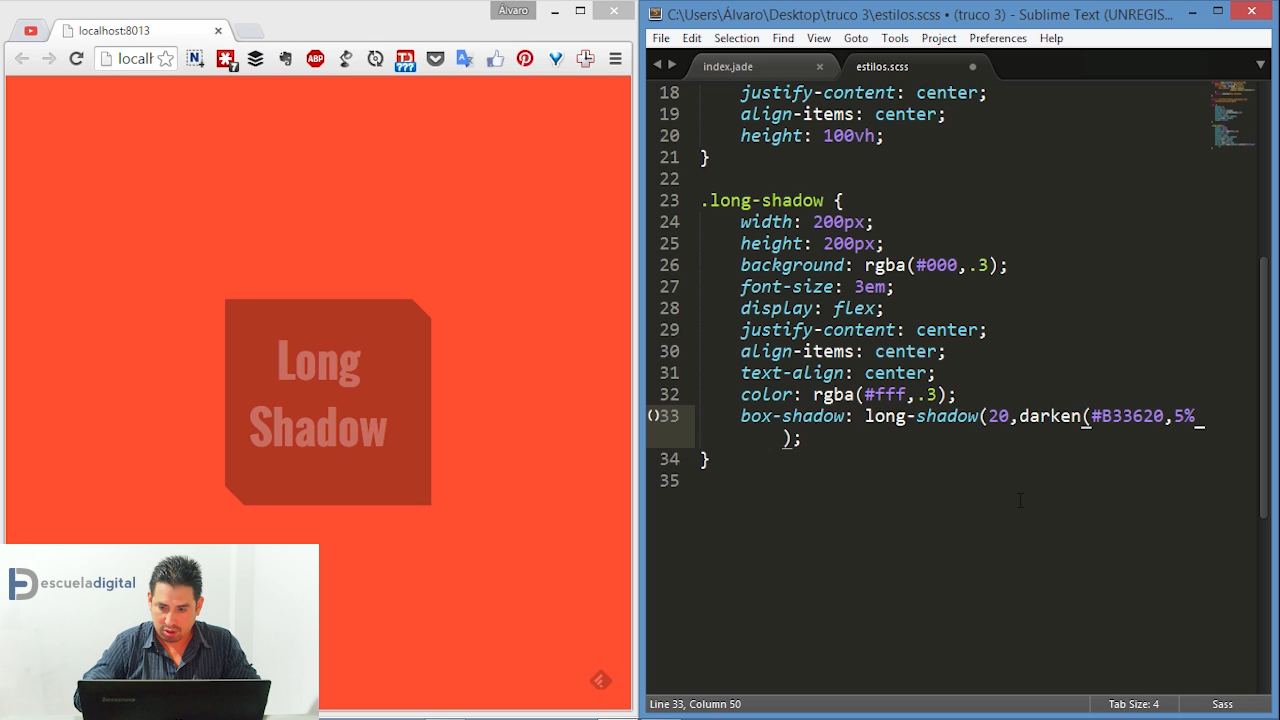 Álvaro
localhost:8013
localh
7
ABP
777
Long
Shadow
escueladigital
C:\Users\Álvaro\Desktop\truco 3\estilos.scss • (truco 3) - Sublime Text (UNREGIS...
File Edit Selection Find View Goto Tools Project Preferences Help
index.jade
estilos.scss
18 justify-content: center;
19 align-items: center;
20 height: 100vh;
21 }
22
23 .long-shadow {
24 width: 200px;
25 height: 200px;
26 background: rgba(#000,.3);
27 font-size: 3em;
28 display: flex;
29 justify-content: center;
30 align-items: center;
31 text-align: center;
32 color: rgba(#fff,.3);
33 box-shadow: long-shadow(20,darken(#B33620,5%
);
34 }
35
Line 33, Column 50
Tab Size: 4
Sass